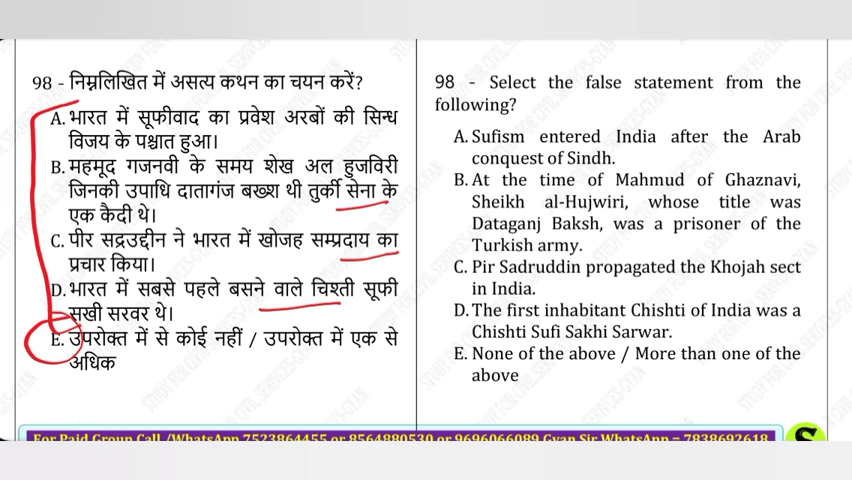 98 - निम्नलिखित में असत्य कथन का चयन करें?
A. भारत में सूफीवाद का प्रवेश अरबों की सिन्ध
विजय के पश्चात हुआ।
B. महमूद गजनवी के समय शेख अल हुजविरी
जिनकी उपाधि दातागंज बख्श थी तुर्की सेना के
एक कैदी थे।
C. पीर सद्रउद्दीन ने भारत में खोजह सम्प्रदाय का
प्रचार किया।
D. भारत में सबसे पहले बसने वाले चिश्ती सूफी
सखी सरवर थे।
E. उपरोक्त में से कोई नहीं / उपरोक्त में एक से
अधिक
98 - Select the false statement from the
following?
A. Sufism entered India after the Arab
conquest of Sindh.
B. At the time of Mahmud of Ghaznavi,
Sheikh al-Hujwiri, whose title was
Dataganj Baksh, was a prisoner of the
Turkish army.
C. Pir Sadruddin propagated the Khojah sect
in India.
D. The first inhabitant Chishti of India was a
Chishti Sufi Sakhi Sarwar.
E. None of the above / More than one of the
above
For Paid Group Call /WhatsApp 7523864455 or 8564880530 or 9696066089 Gyan Sir WhatsApp = 7838692618